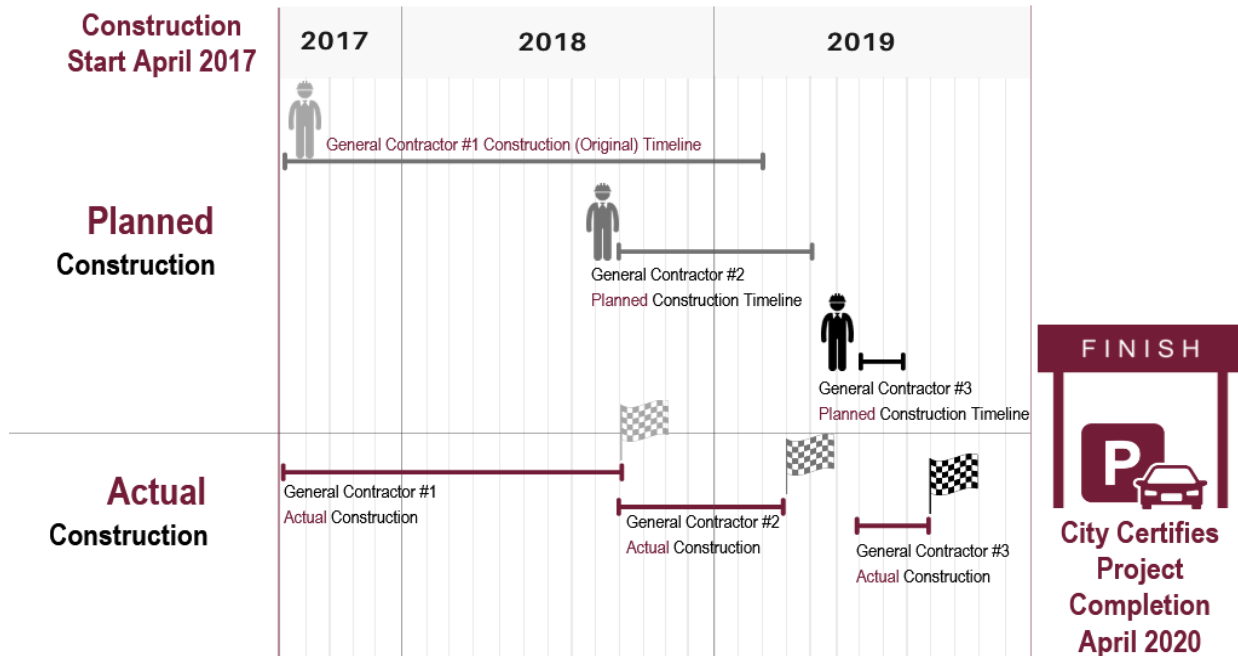 Construction
Start April 2017
2017
2018
2019
General Contractor #1 Construction (Original) Timeline
Planned
Construction
General Contractor #2
Planned Construction Timeline
General Contractor #3
Planned Construction Timeline
FINISH
P
Actual
Construction
General Contractor #1
Actual Construction
General Contractor #2
Actual Construction
General Contractor #3
Actual Construction
City Certifies
Project
Completion
April 2020